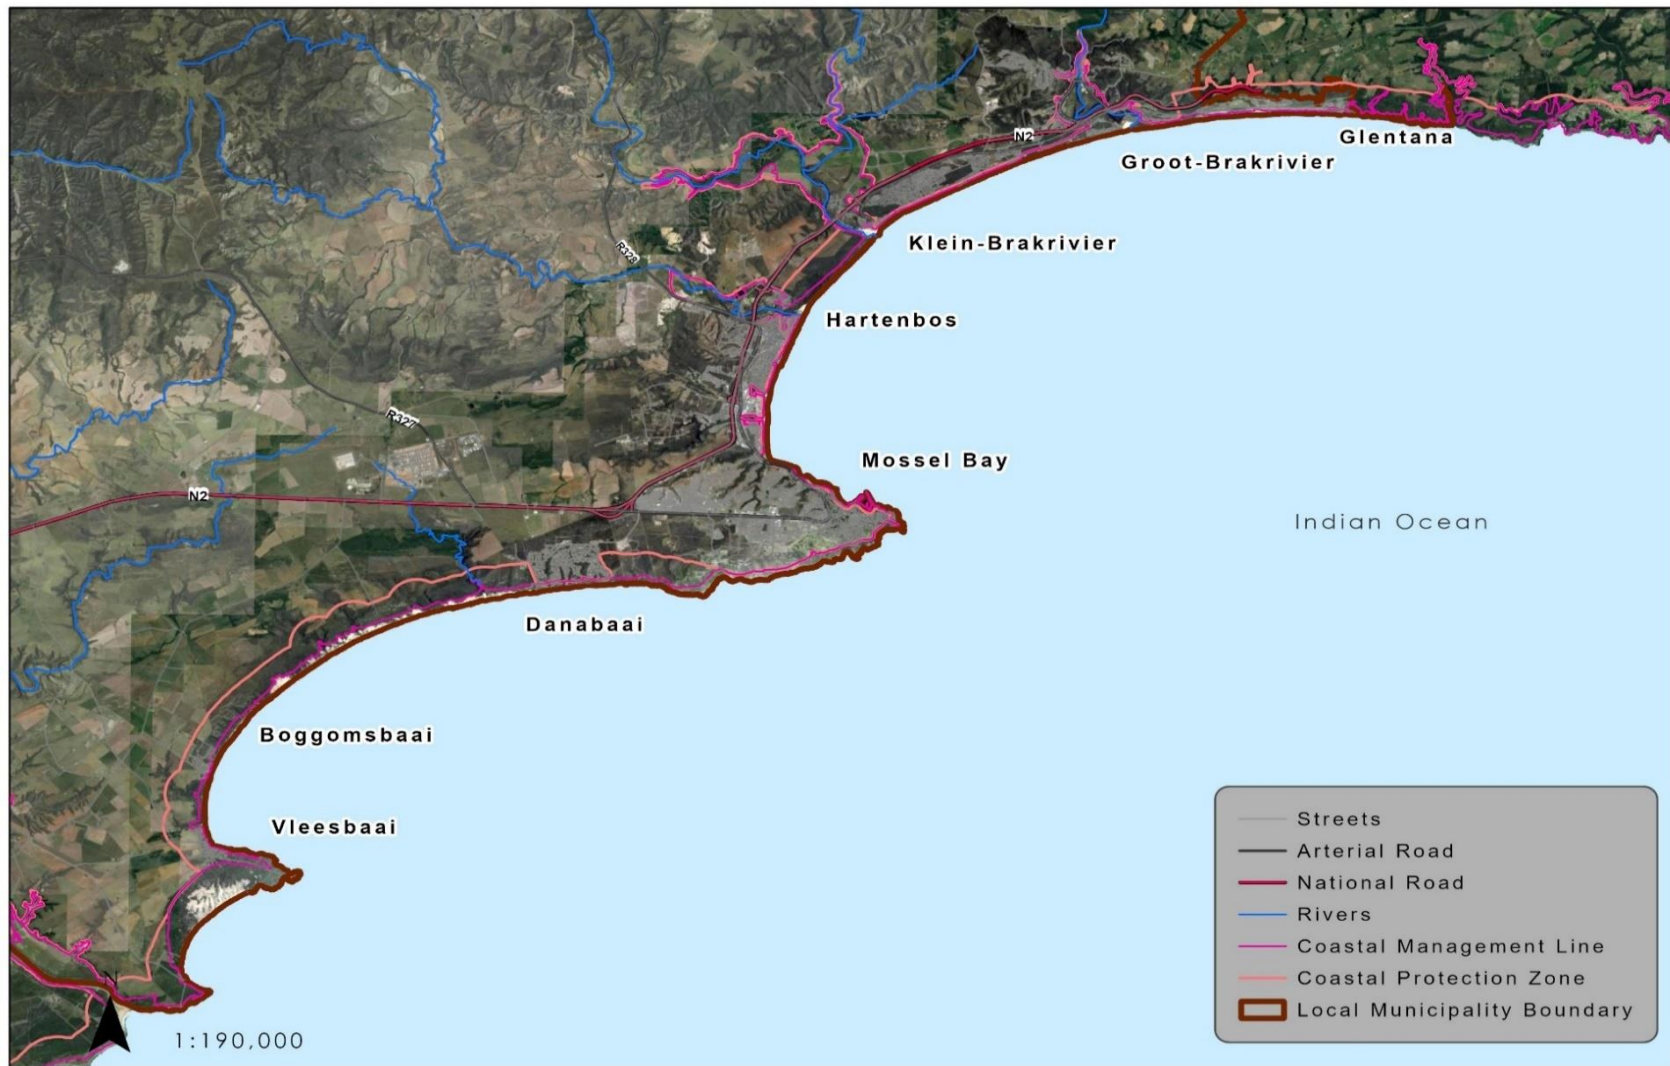 N2
Glentana
Groot-Brakrivier
Klein-Brakrivier
R328
Hartenbos
R327
Mossel Bay
N2
Indian Ocean
Danabaai
Boggomsbaai
Vleesbaai
N
1:190,000
Streets
Arterial Road
National Road
Rivers
Coastal Management Line
Coastal Protection Zone
Local Municipality Boundary